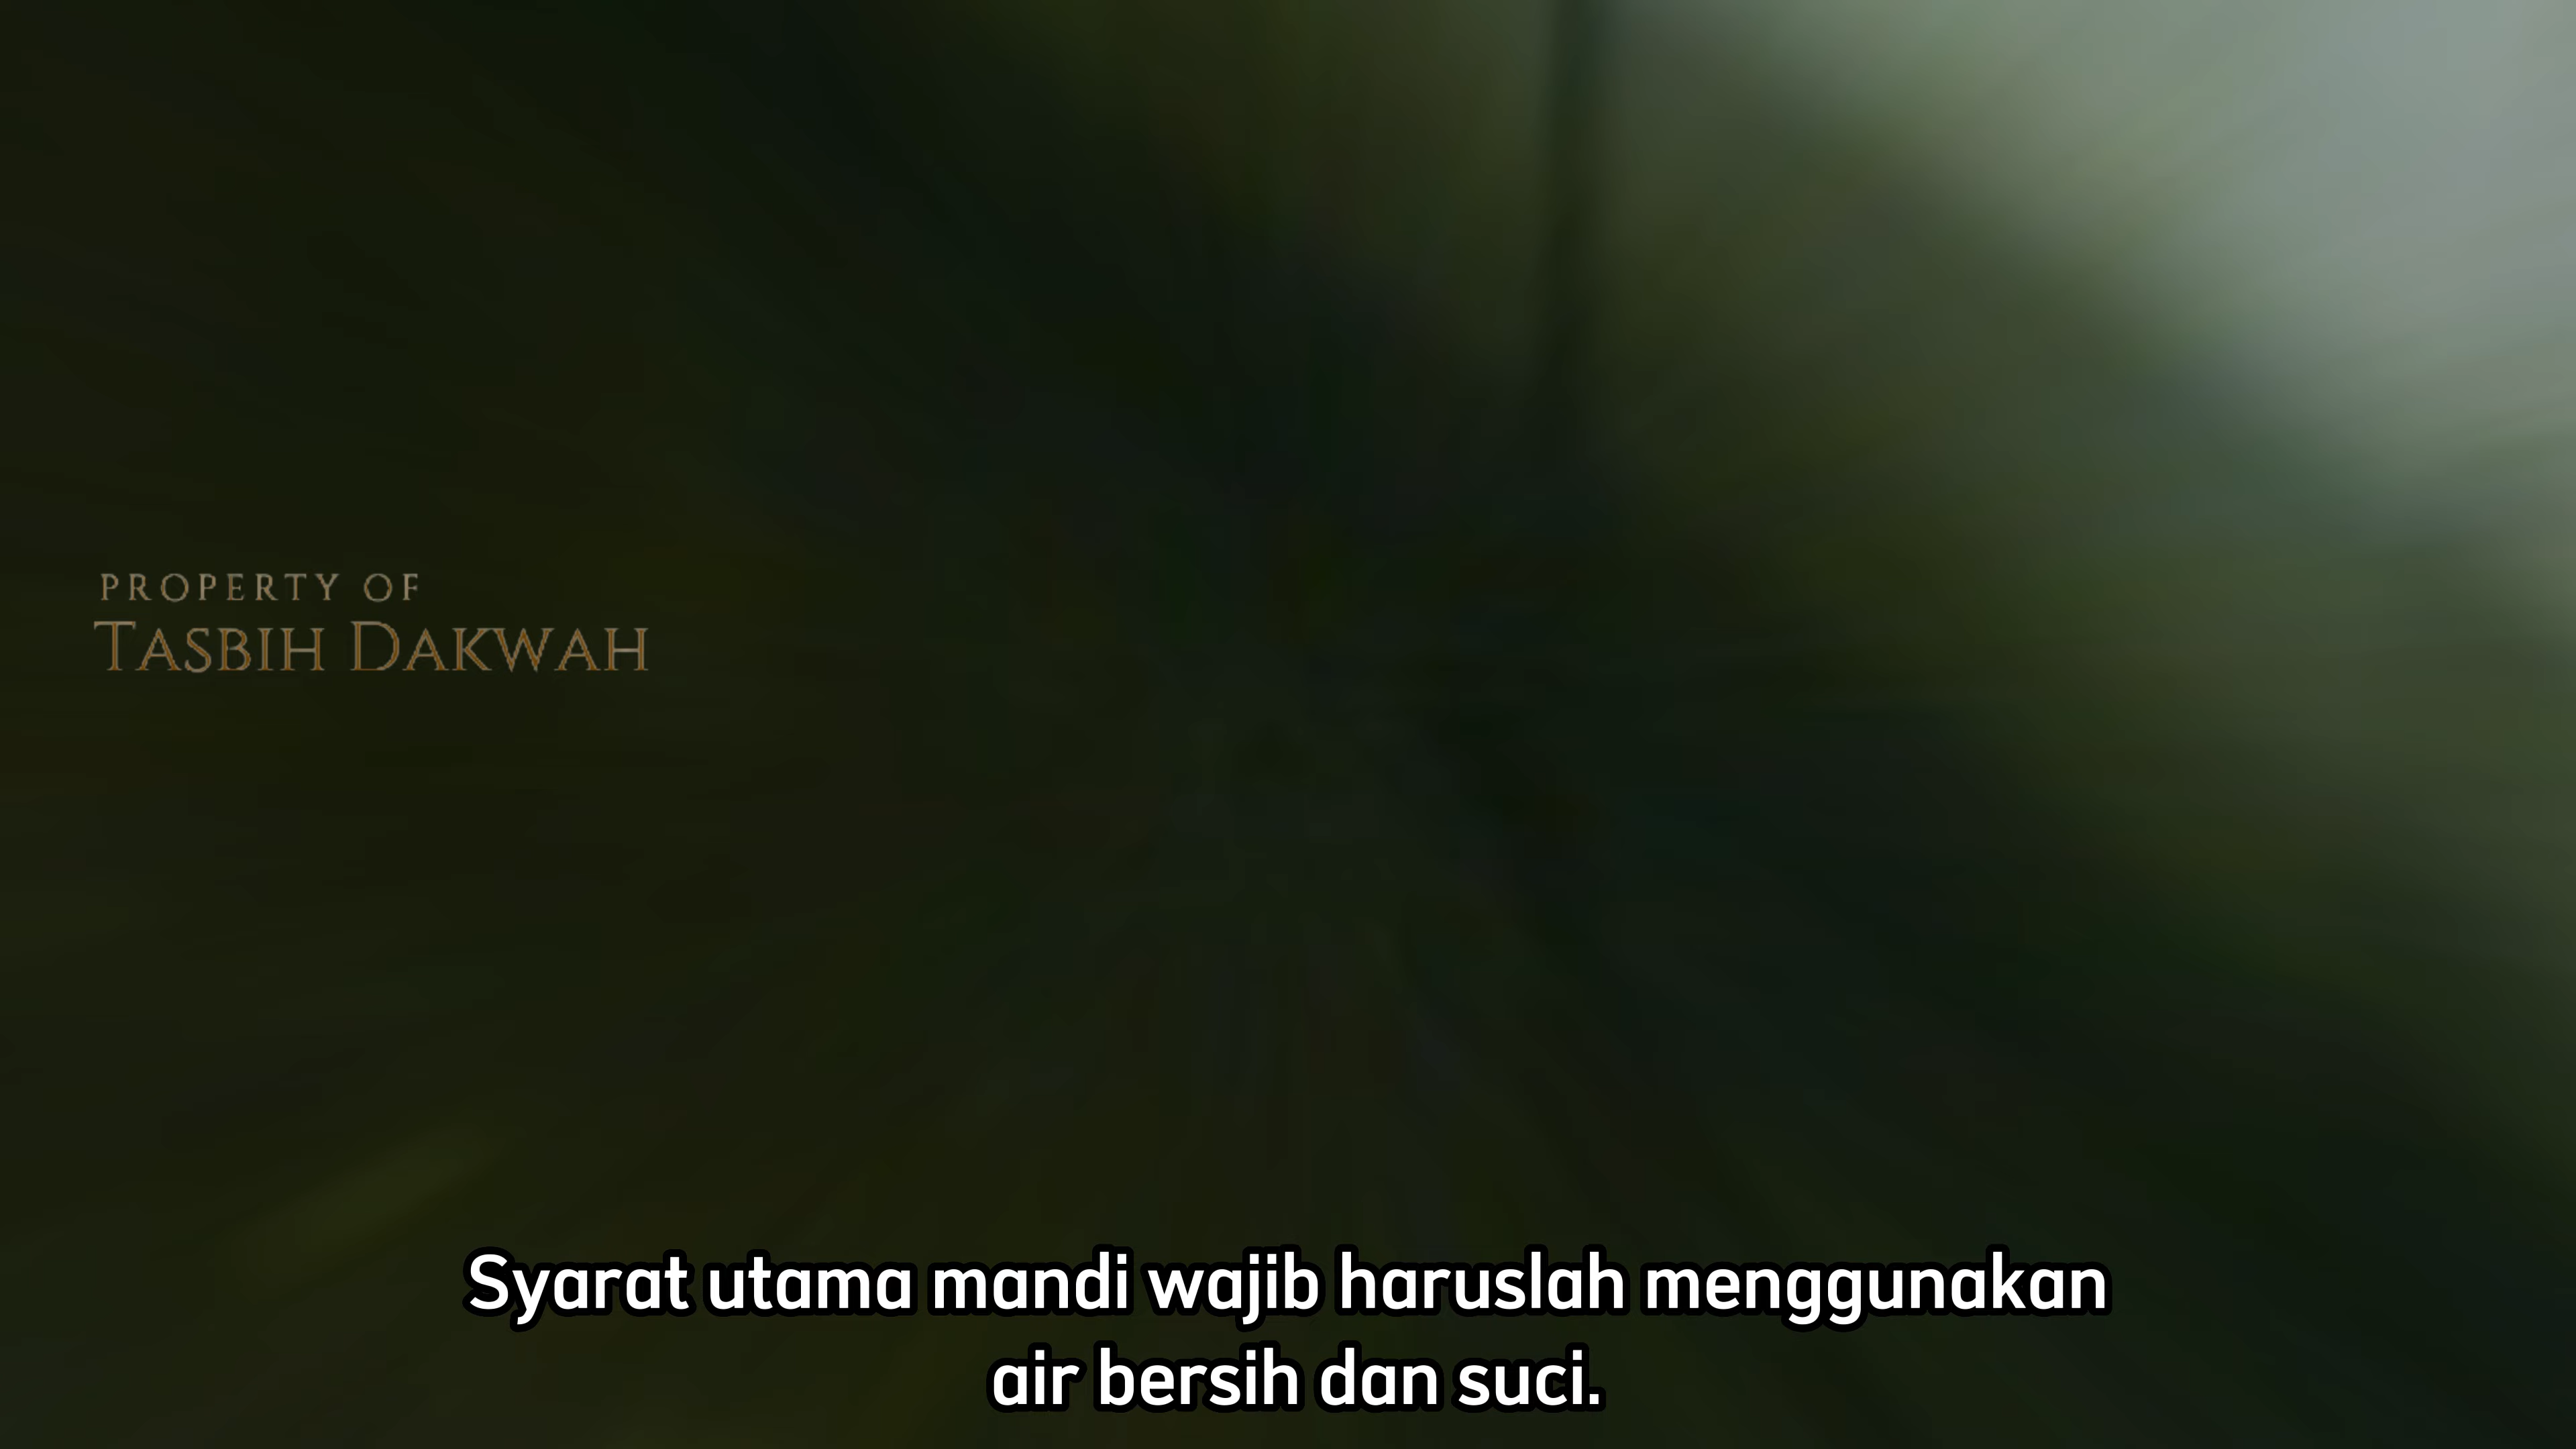 PROPERTY OF
TASBIH DAKWAH
Syarat utama mandi wajib haruslah menggunakan
air bersih dan suci.